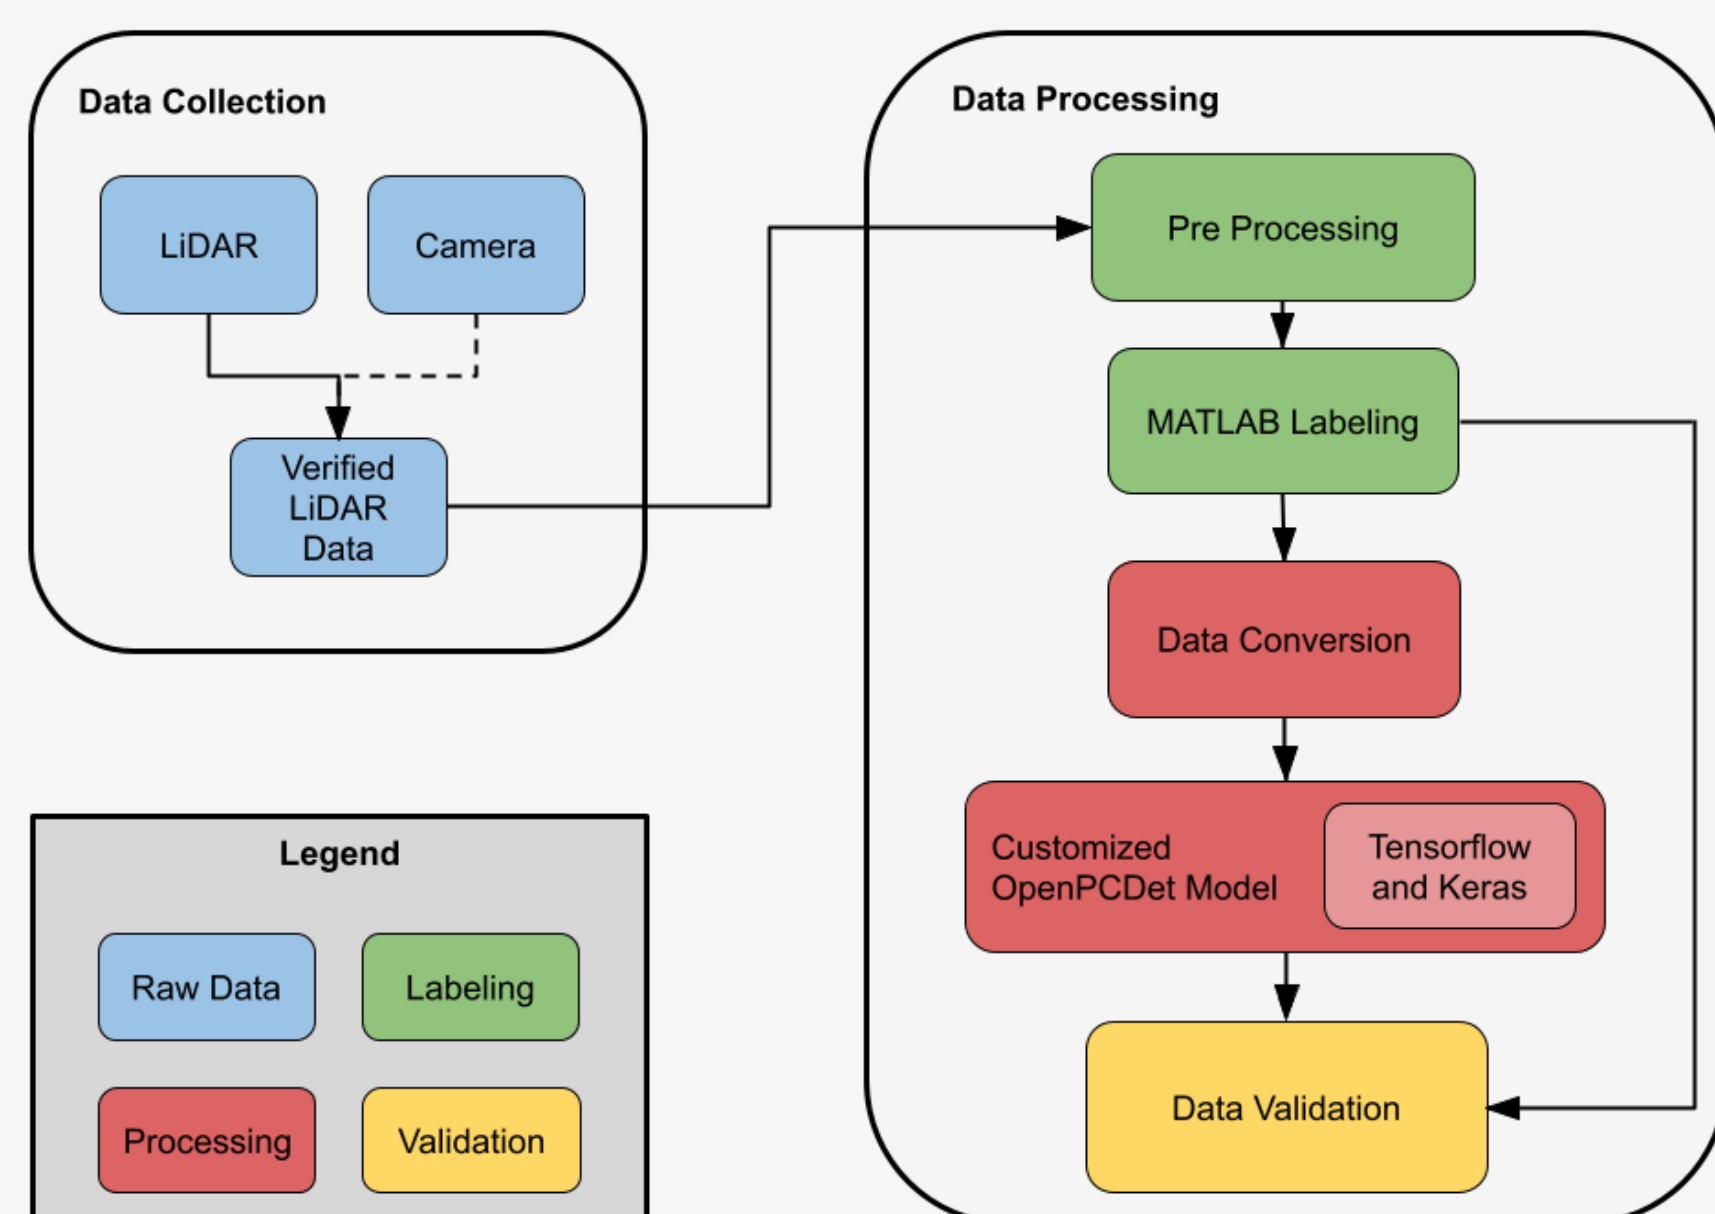 Data Collection
LiDAR
Camera
Verified
LiDAR
Data
Data Processing
Pre Processing
MATLAB Labeling
Data Conversion
Customized
OpenPCDet Model
Tensorflow
and Keras
Data Validation
Legend
Raw Data
Labeling
Processing
Validation